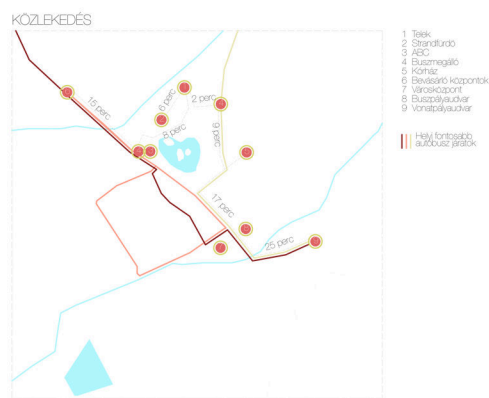 KÖZLEKEDÉS
1 Telek
2 Strandfürdő
3 ABC
4 Buszmegálló
5 Kórház
6 Bevásárló központok
7 Városközpont
8 Buszpályaudvar
9 Vonatpályaudvar
Helyi fontosabb
autóbusz járatok
15 perc
6 perc
2 perc
8 perc
9 perc
17 perc
25 perc